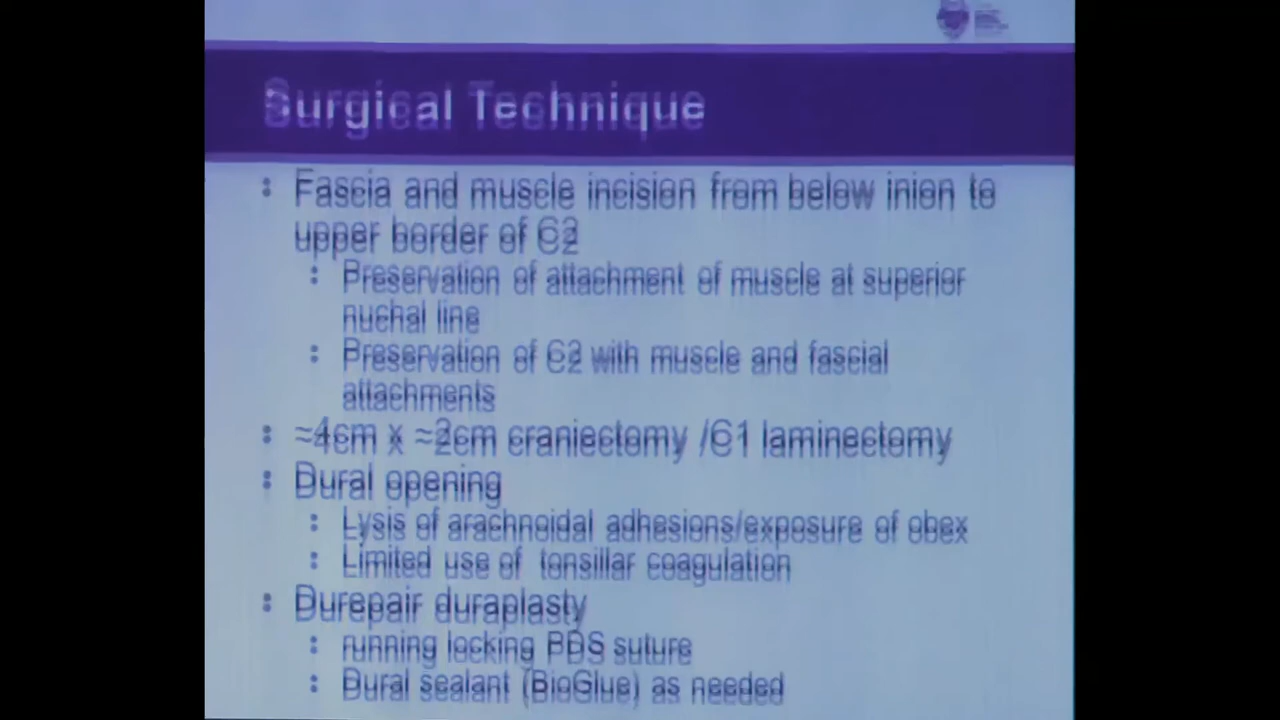 Surgical Technique
Fascia and muscle incision from below inion to
upper border of C2
Preservation of attachment of muscle at superior
nuchal line
Preservation of C2 with muscle and fascial
attachments
≈4cm x ≈2cm craniectomy /C1 laminectomy
Dural opening
Lysis of arachnoidal adhesions/exposure of obex
Limited use of tonsillar coagulation
Durepair duraplasty
running locking PDS suture
Dural sealant (BioGlue) as needed